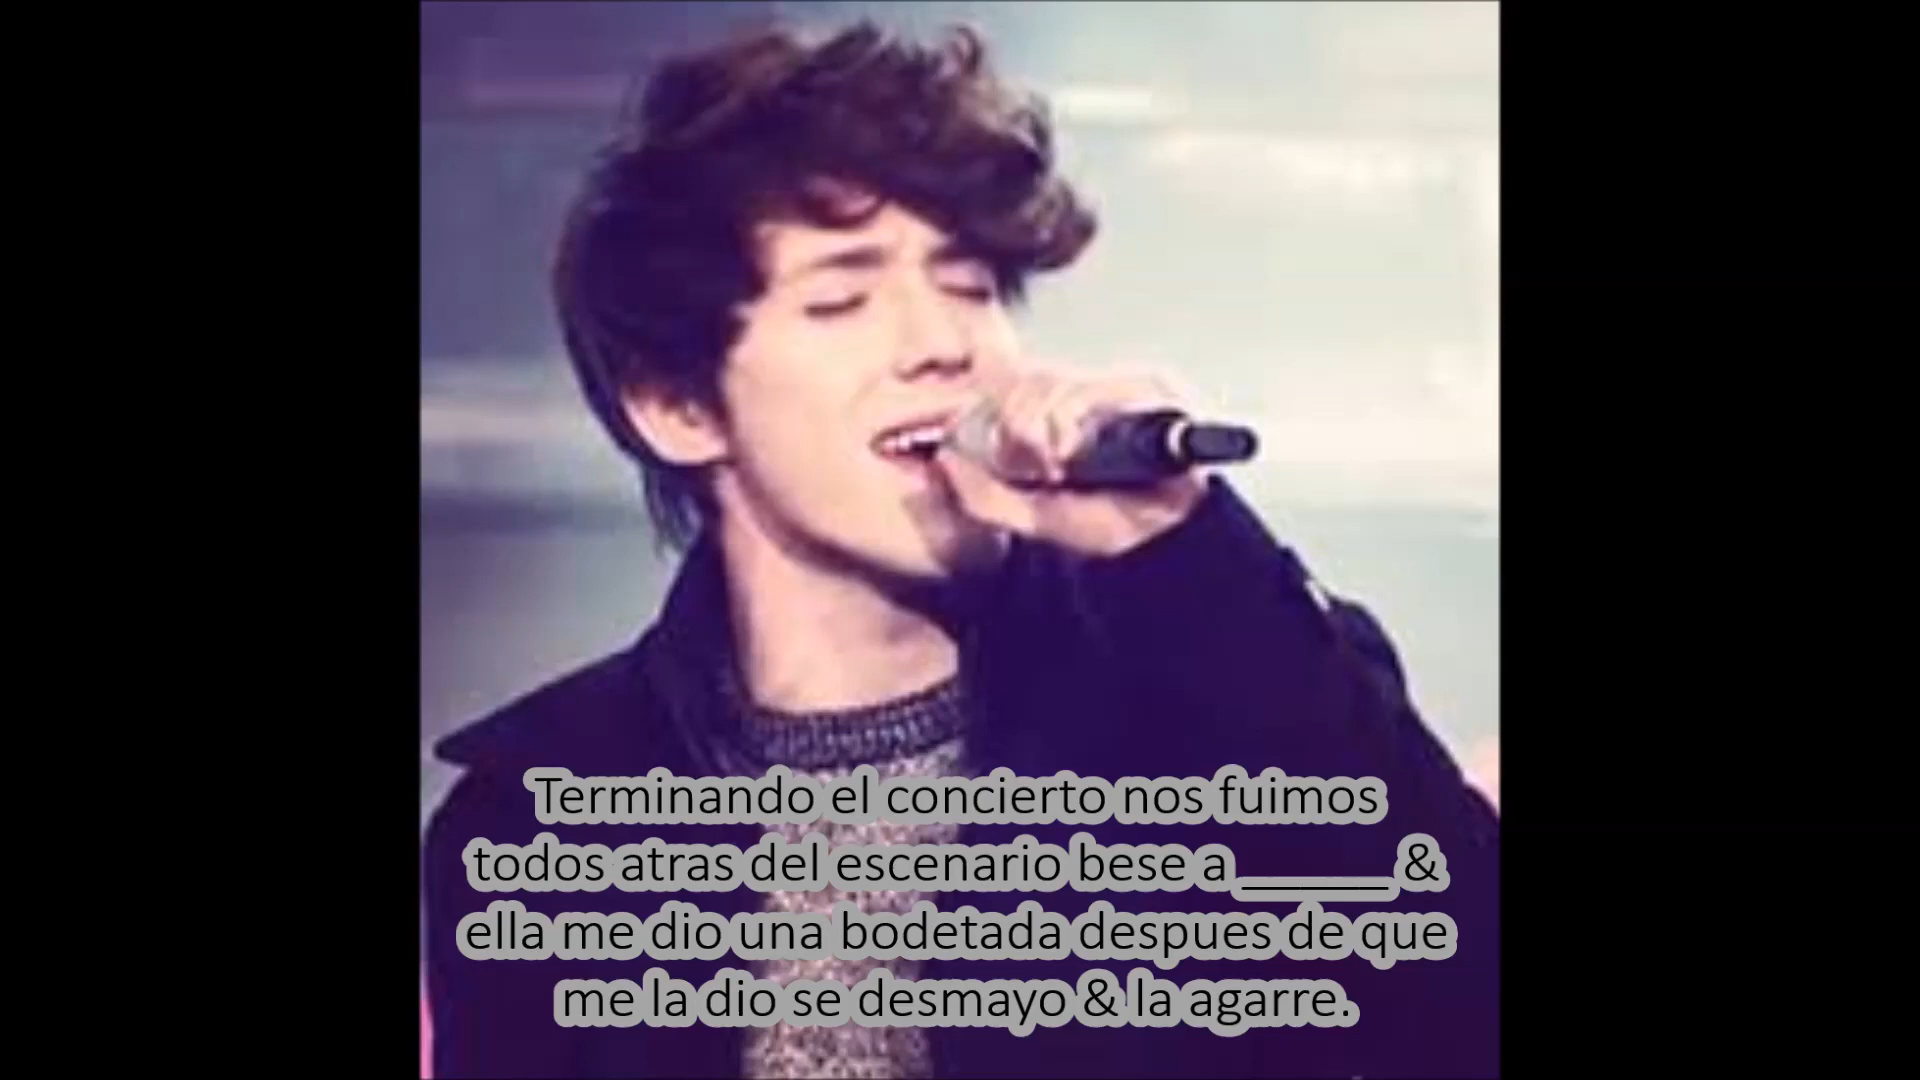 Terminando el concierto nos fuimos
todos atras del escenario bese a ______ &
ella me dio una bodetada despues de que
me la dio se desmayo & la agarre.